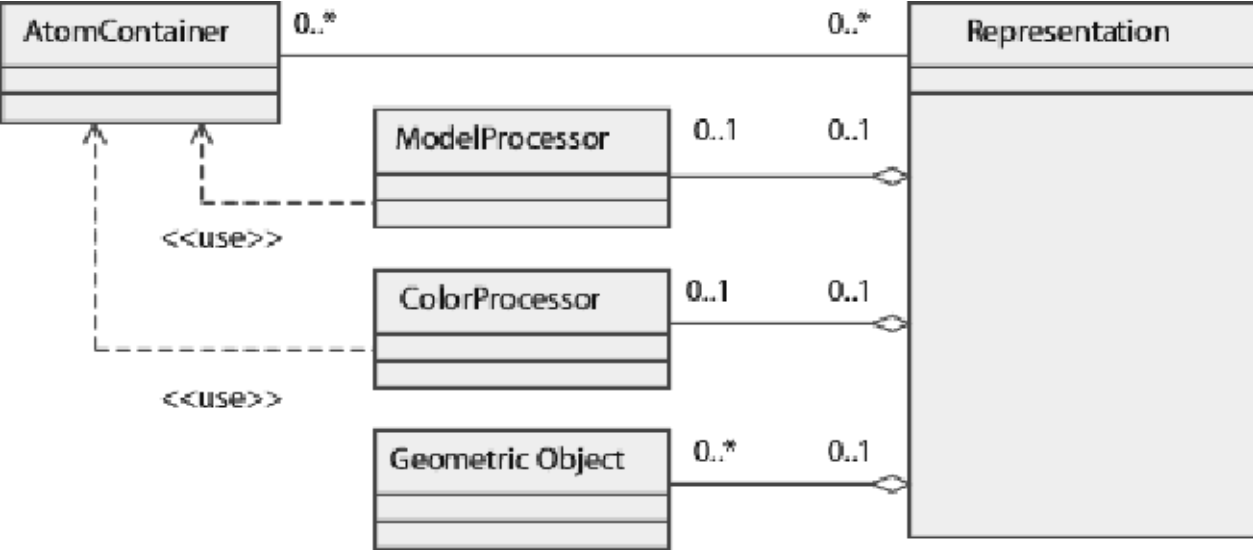 AtomContainer 0..* 0..* Representation
ModelProcessor 0..1 0..1
<<use>>
ColorProcessor 0..1 0..1
<<use>>
Geometric Object 0..* 0..1